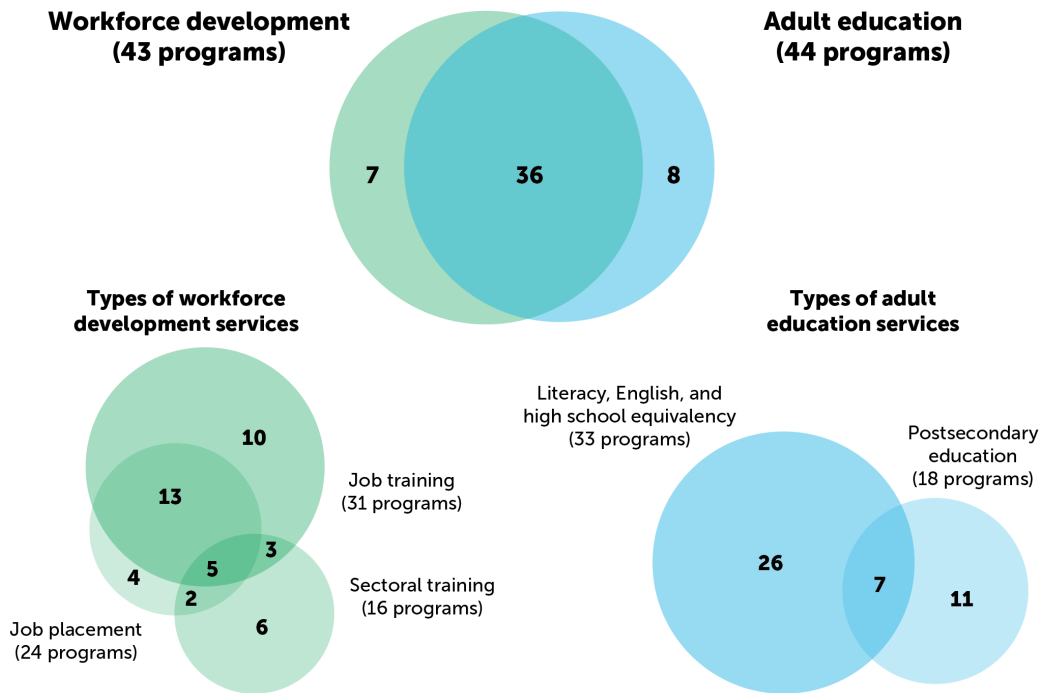 Workforce development
(43 programs)
Adult education
(44 programs)
7
36
8
Types of workforce
development services
10
13
Job training
(31 programs)
3
5
4
2
Sectoral training
(16 programs)
6
Job placement
(24 programs)
Types of adult
education services
Literacy, English, and
high school equivalency
(33 programs)
Postsecondary
education
(18 programs)
26
7
11